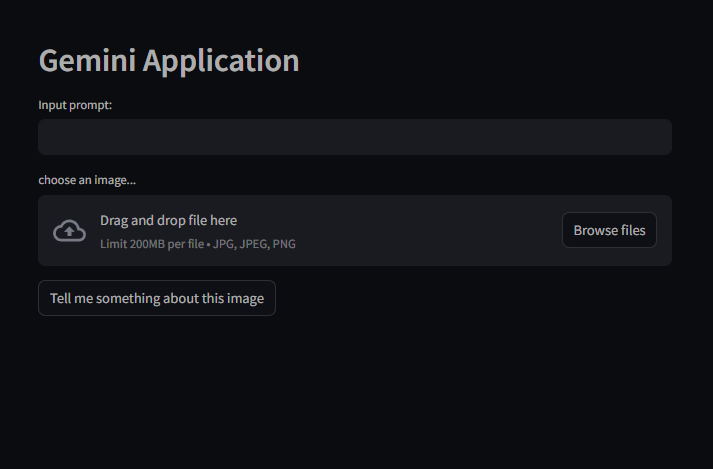 Gemini Application
Input prompt:
choose an image...
Drag and drop file here
Limit 200MB per file • JPG, JPEG, PNG
Browse files
Tell me something about this image